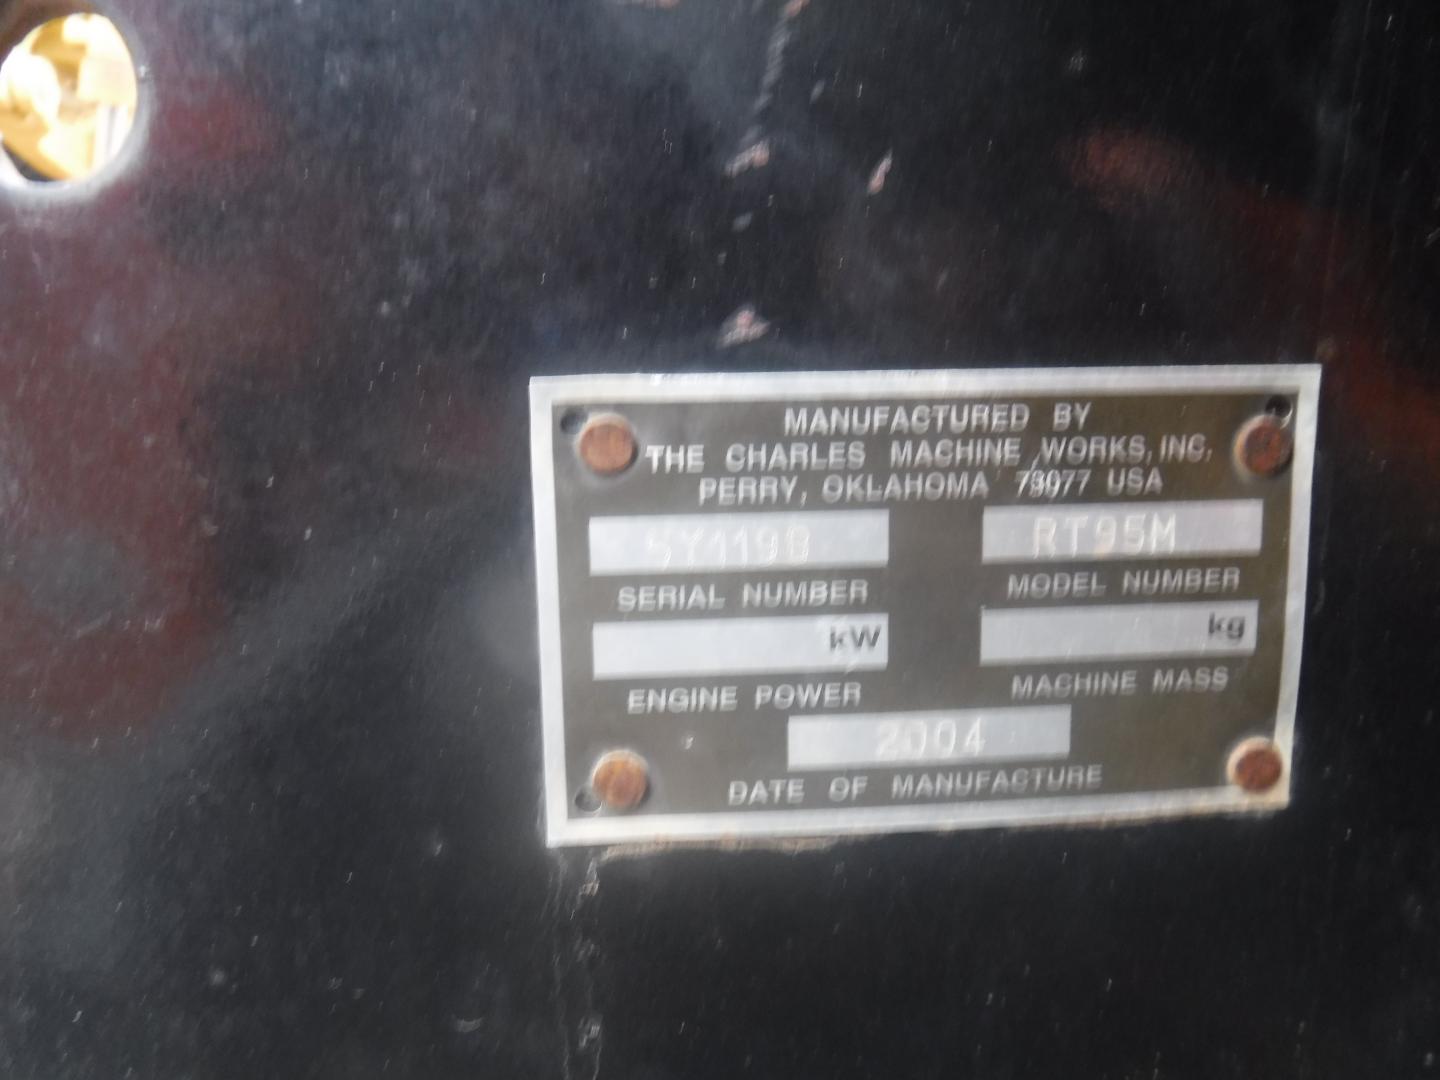 MANUFACTURED BY
THE CHARLES MACHINE WORKS, INC.
PERRY, OKLAHOMA 73077 USA
RT95M
SERIAL NUMBER MODEL NUMBER
kW kg
ENGINE POWER MACHINE MASS
2004
DATE OF MANUFACTURE